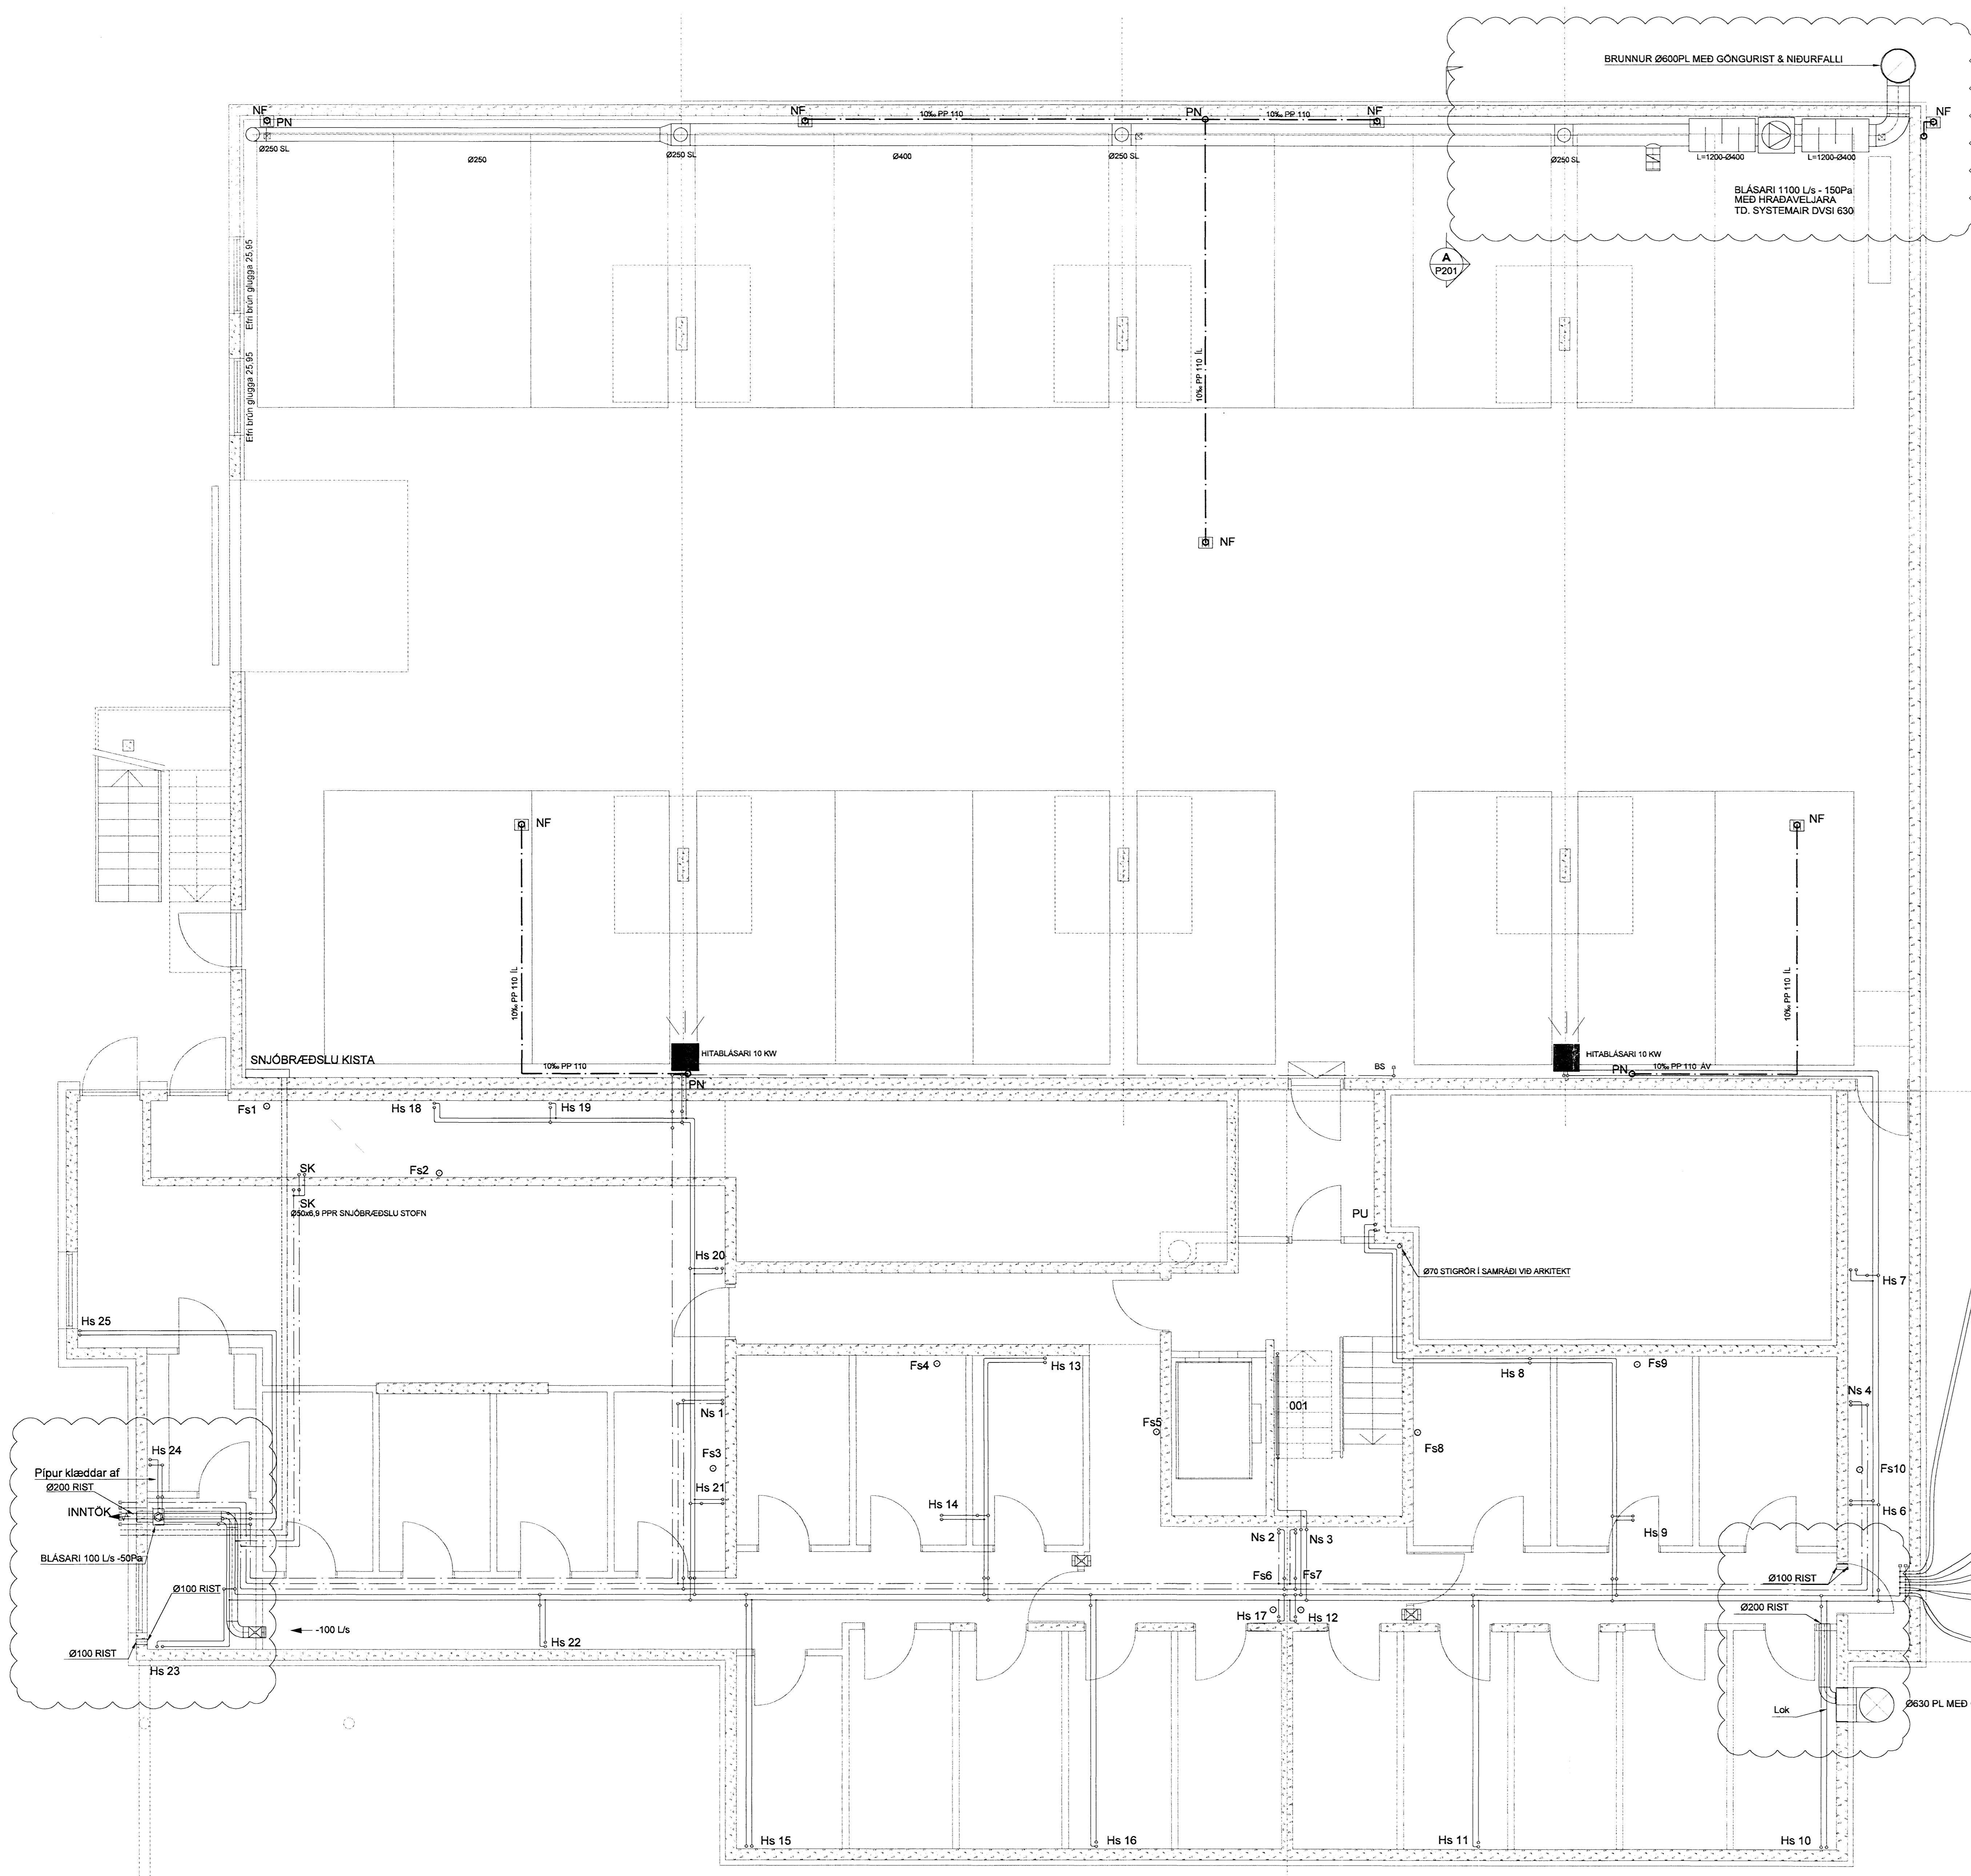 BRUNNUR Ø600PL MEÐ GÖNGURIST & NIÐURFALLI
NF
PN
NF
10‰ PP 110
PN
10‰ PP 110
NF
NF
Ø250 SL
Ø250
Ø250 SL
Ø400
Ø250 SL
Ø250 SL
L=1200-Ø400
L=1200-Ø400
BLÁSARI 1100 L/s - 150Pa
MEÐ HRAÐAVELJARA
TD. SYSTEMAIR DVSI 630
A
P201
Efri brún glugga 25,95
Efri brún glugga 25,95
10‰ PP 110 ÍL
NF
NF
NF
10‰ PP 110 ÍL
10‰ PP 110 ÍL
SNJÓBRÆÐSLU KISTA
10‰ PP 110
HITABLÁSARI 10 KW
PN
BS
HITABLÁSARI 10 KW
PN
10‰ PP 110 ÁV
Fs1
Hs 18
Hs 19
SK
Fs2
SK
Ø50x6,9 PPR SNJÓBRÆÐSLU STOFN
PU
Hs 20
Ø70 STIGRÖR Í SAMRÁÐI VIÐ ARKITEKT
Hs 7
Hs 25
Fs4
Hs 13
Hs 8
Fs9
Ns 1
001
Ns 4
Fs5
Fs8
Hs 24
Fs3
Pípur klæddar af
Ø200 RIST
Fs10
Hs 21
INNTÖK
Hs 14
Hs 6
Ns 2
Ns 3
Hs 9
BLÁSARI 100 L/s -50Pa
Fs6
Fs7
Ø100 RIST
Ø100 RIST
Hs 17
Hs 12
Ø200 RIST
-100 L/s
Hs 22
Ø100 RIST
Hs 23
Ø630 PL MEÐ
Lok
Hs 15
Hs 16
Hs 11
Hs 10